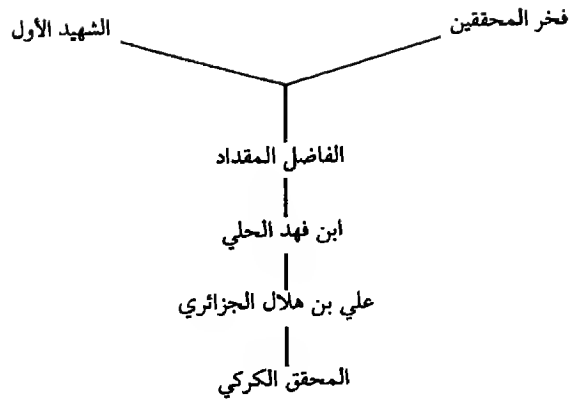 فخر المحققين
الشهيد الأول
الفاضل المقداد
ابن فهد الحلي
علي بن هلال الجزائري
المحقق الكركي